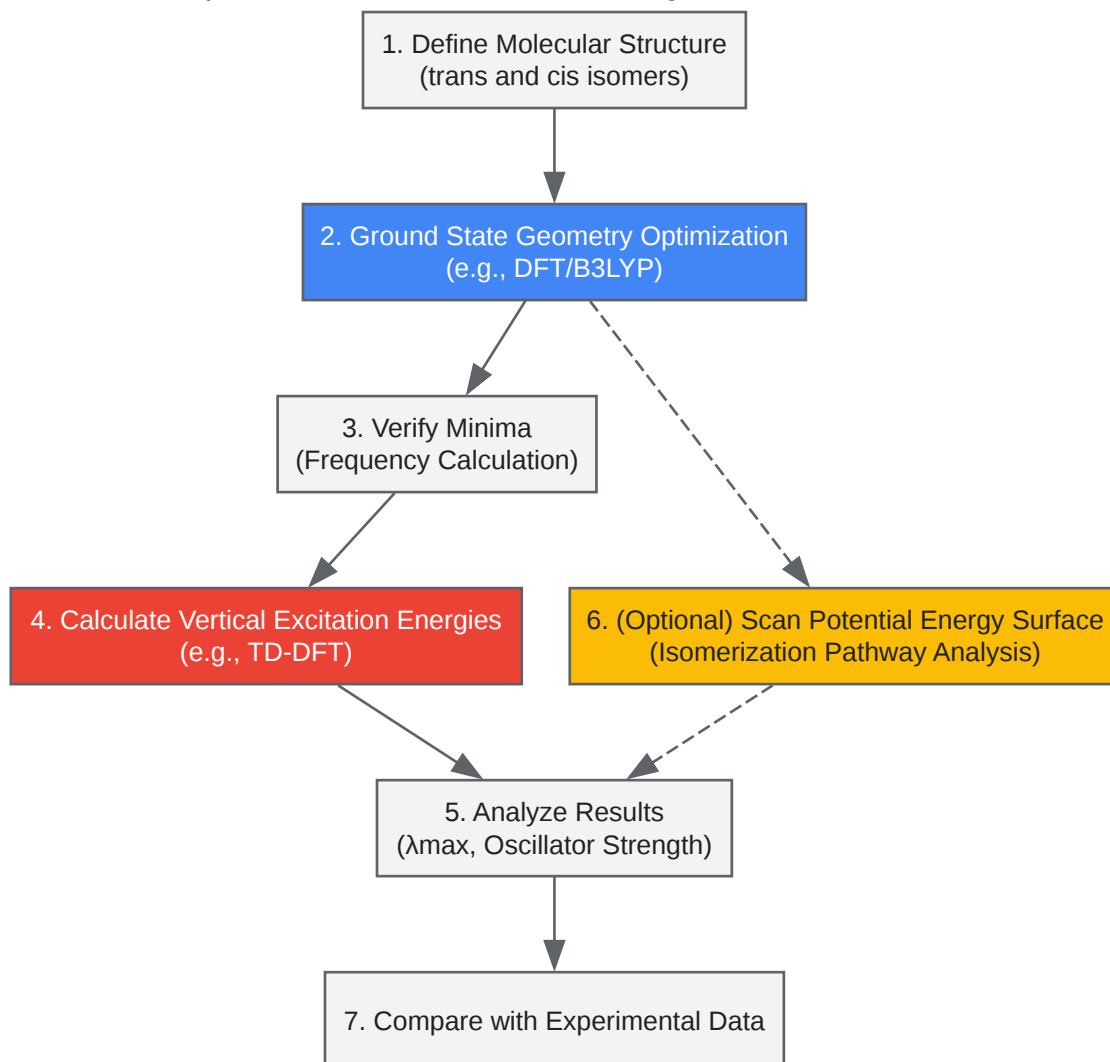 1. Define Molecular Structure
(trans and cis isomers)
2. Ground State Geometry Optimization
(e.g., DFT/B3LYP)
3. Verify Minima
(Frequency Calculation)
4. Calculate Vertical Excitation Energies
(e.g., TD-DFT)
6. (Optional) Scan Potential Energy Surface
(Isomerization Pathway Analysis)
5. Analyze Results
(λmax, Oscillator Strength)
7. Compare with Experimental Data